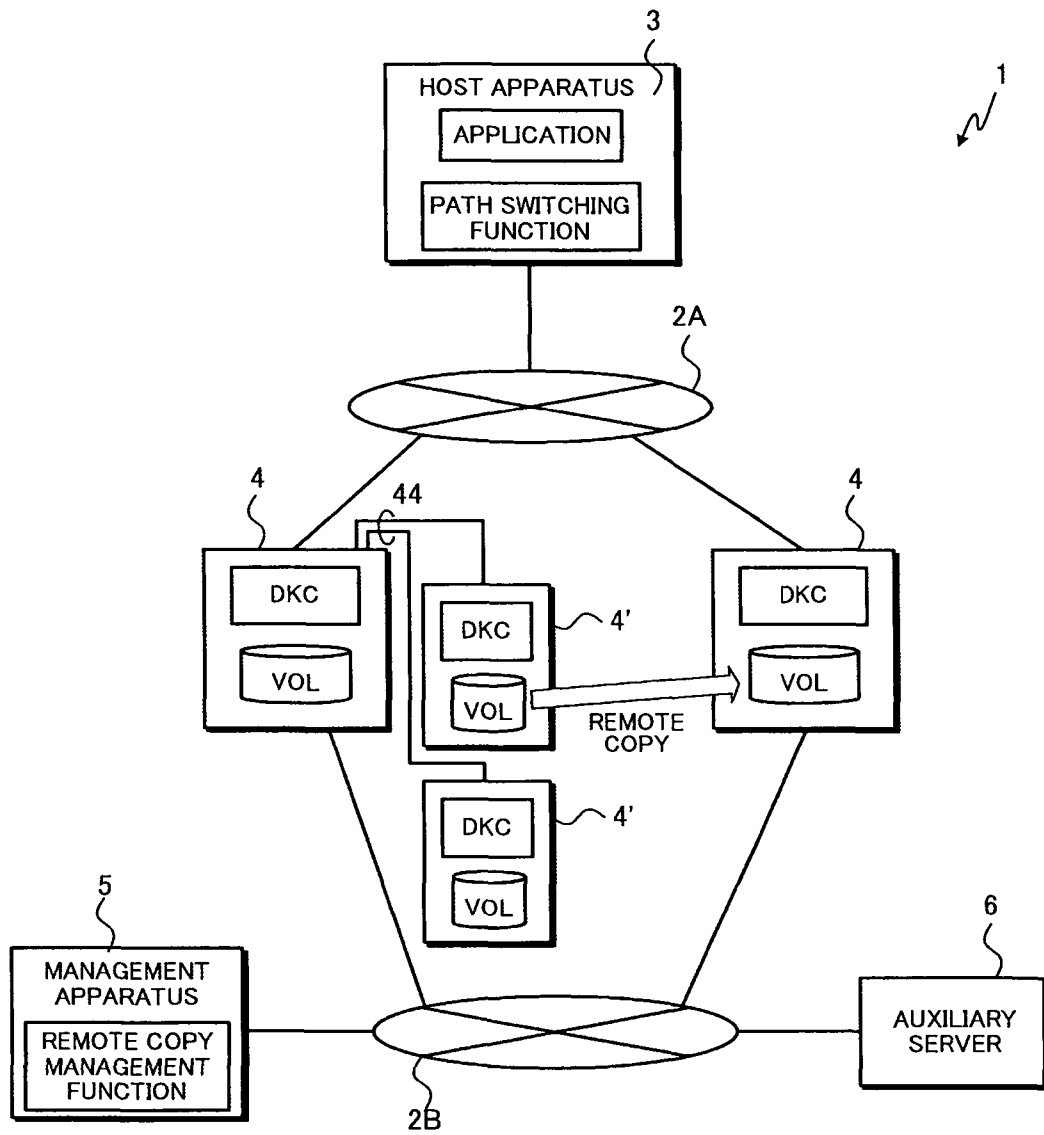 3
HOST APPARATUS
1
APPLICATION
PATH SWITCHING
FUNCTION
2A
4
44
4
DKC
VOL
DKC
VOL
4'
DKC
VOL
REMOTE
COPY
DKC
VOL
4'
5
MANAGEMENT
APPARATUS
REMOTE COPY
MANAGEMENT
FUNCTION
2B
6
AUXILIARY
SERVER